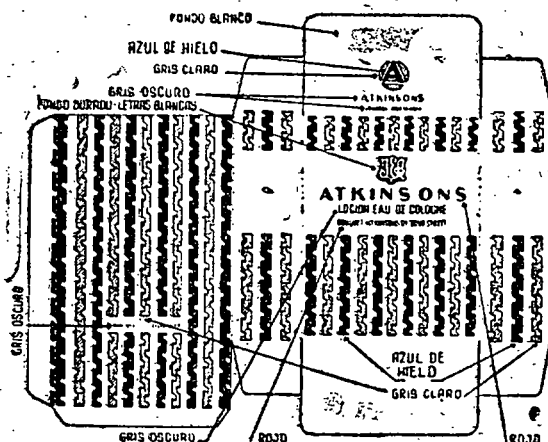 FONDO BLANCO
AZUL DE HIELO
GRIS CLARO
GRIS OSCURO
FONDO BURDEU-LETRAS BLANCAS
A
ATKINSONS
ATKINSONS
LOCION EAU DE COLOGNE
GRIS OSCURO
AZUL DE
HIELO
GRIS CLARO
GRIS OSCURO
ROJO
ROJO